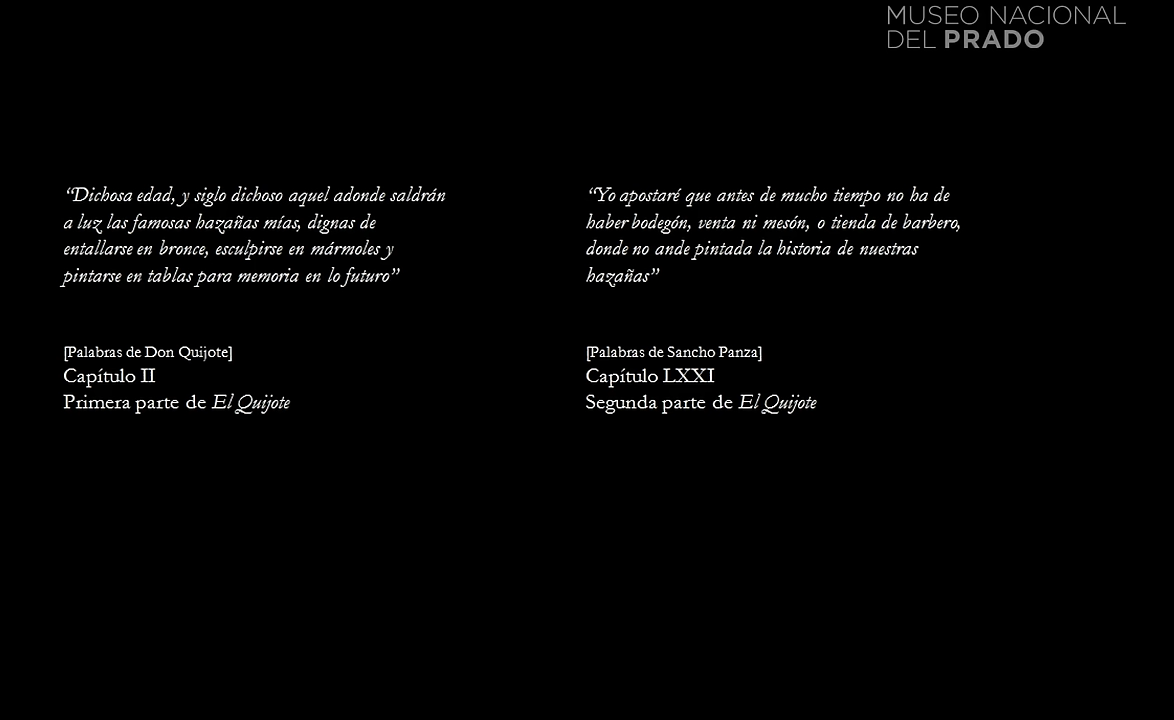 MUSEO NACIONAL
DEL PRADO
“Dichosa edad, y siglo dichoso aquel adonde saldrán
a luz las famosas hazañas mías, dignas de
entallarse en bronce, esculpirse en mármoles y
pintarse en tablas para memoria en lo futuro”
[Palabras de Don Quijote]
Capítulo II
Primera parte de El Quijote
“Yo apostaré que antes de mucho tiempo no ha de
haber bodegón, venta ni mesón, o tienda de barbero,
donde no ande pintada la historia de nuestras
hazañas”
[Palabras de Sancho Panza]
Capítulo LXXI
Segunda parte de El Quijote